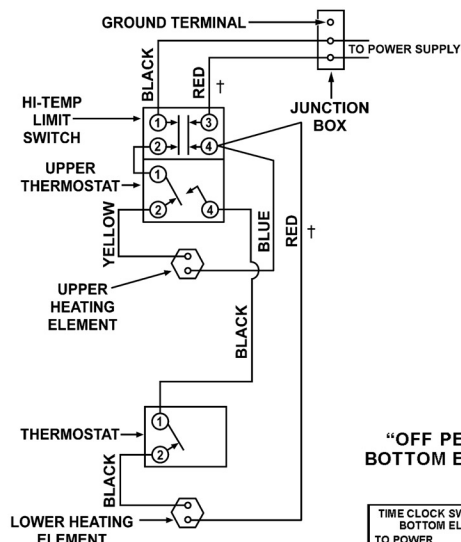 GROUND TERMINAL
TO POWER SUPPLY
BLACK
RED
†
HI-TEMP
LIMIT
SWITCH
JUNCTION
BOX
1
3
2
4
UPPER
THERMOSTAT
1
2
4
YELLOW
BLUE
RED
†
UPPER
HEATING
ELEMENT
BLACK
THERMOSTAT
1
2
BLACK
LOWER HEATING
ELEMENT
"OFF PE
BOTTOM E
TIME CLOCK SW
BOTTOM EL
TO POWER